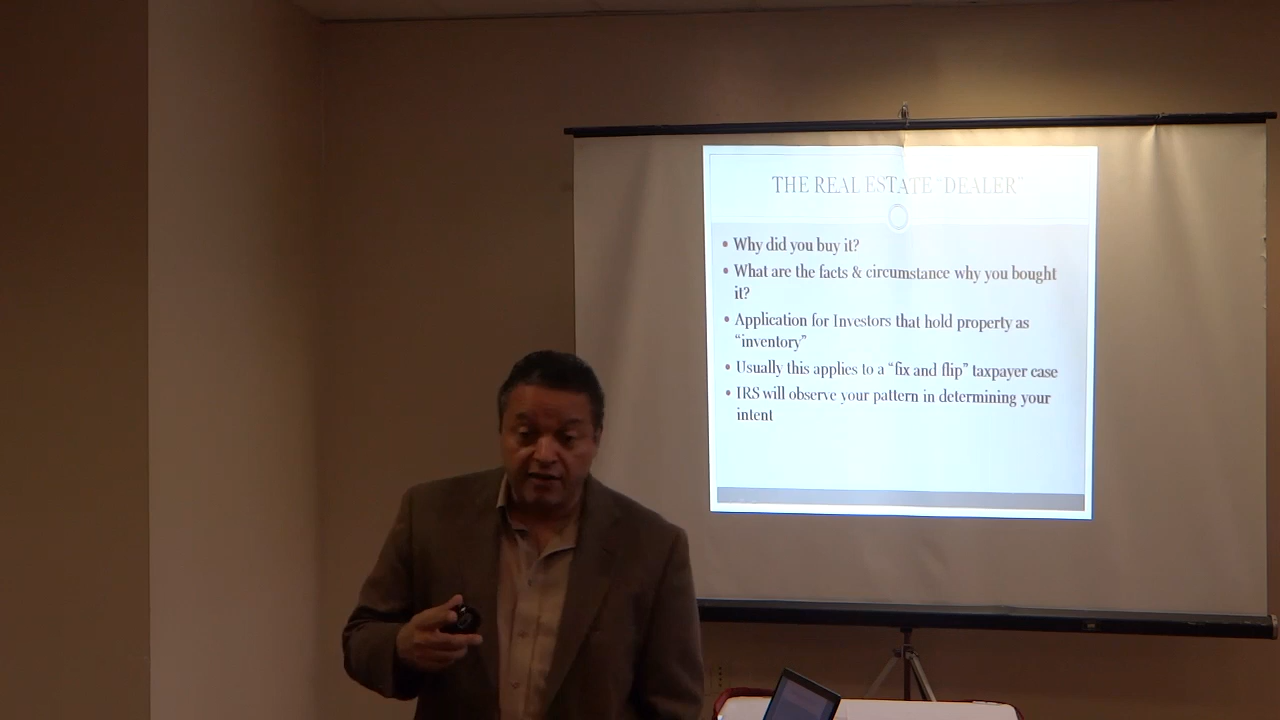 THE REAL ESTATE "DEALER"
• Why did you buy it?
• What are the facts & circumstance why you bought
it?
• Application for Investors that hold property as
"inventory"
• Usually this applies to a "fix and flip" taxpayer case
• IRS will observe your pattern in determining your
intent